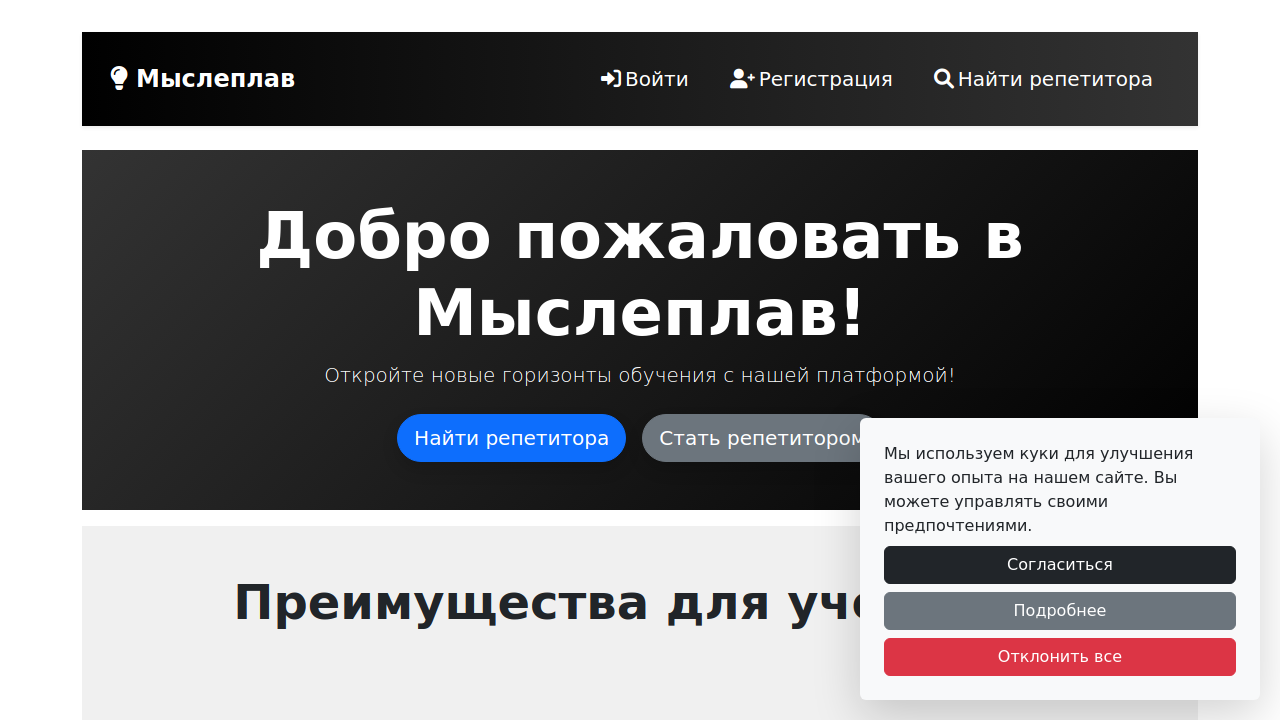 Мыслеплав
Войти
Регистрация
Найти репетитора
Добро пожаловать в
Мыслеплав!
Откройте новые горизонты обучения с нашей платформой!
Найти репетитора
Стать репетитором
Мы используем куки для улучшения
вашего опыта на нашем сайте. Вы
можете управлять своими
предпочтениями.
Согласиться
Подробнее
Отклонить все
Преимущества для